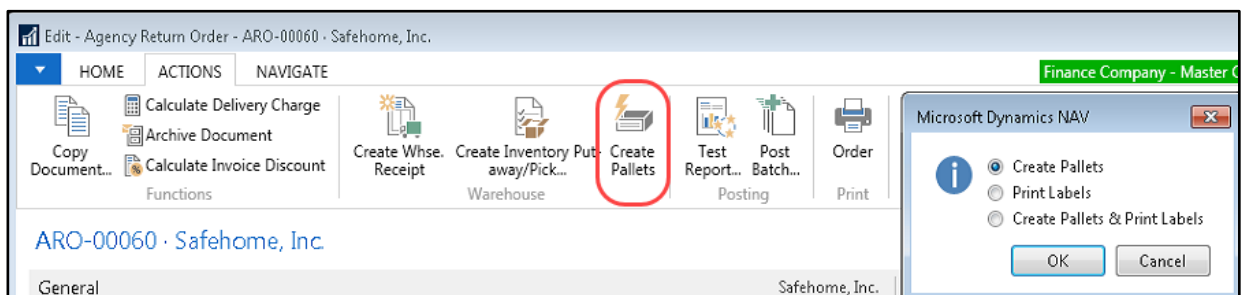 Edit - Agency Return Order - ARO-00060 · Safehome, Inc.
HOME ACTIONS NAVIGATE
Finance Company - Master
Copy Document...
Calculate Delivery Charge
Archive Document
Calculate Invoice Discount
Functions
Create Whse. Receipt
Create Inventory Put-away/Pick...
Create Pallets
Warehouse
Test Report...
Post Batch...
Posting
Order
Print
ARO-00060 · Safehome, Inc.
General
Safehome, Inc.
Microsoft Dynamics NAV
Create Pallets
Print Labels
Create Pallets & Print Labels
OK Cancel